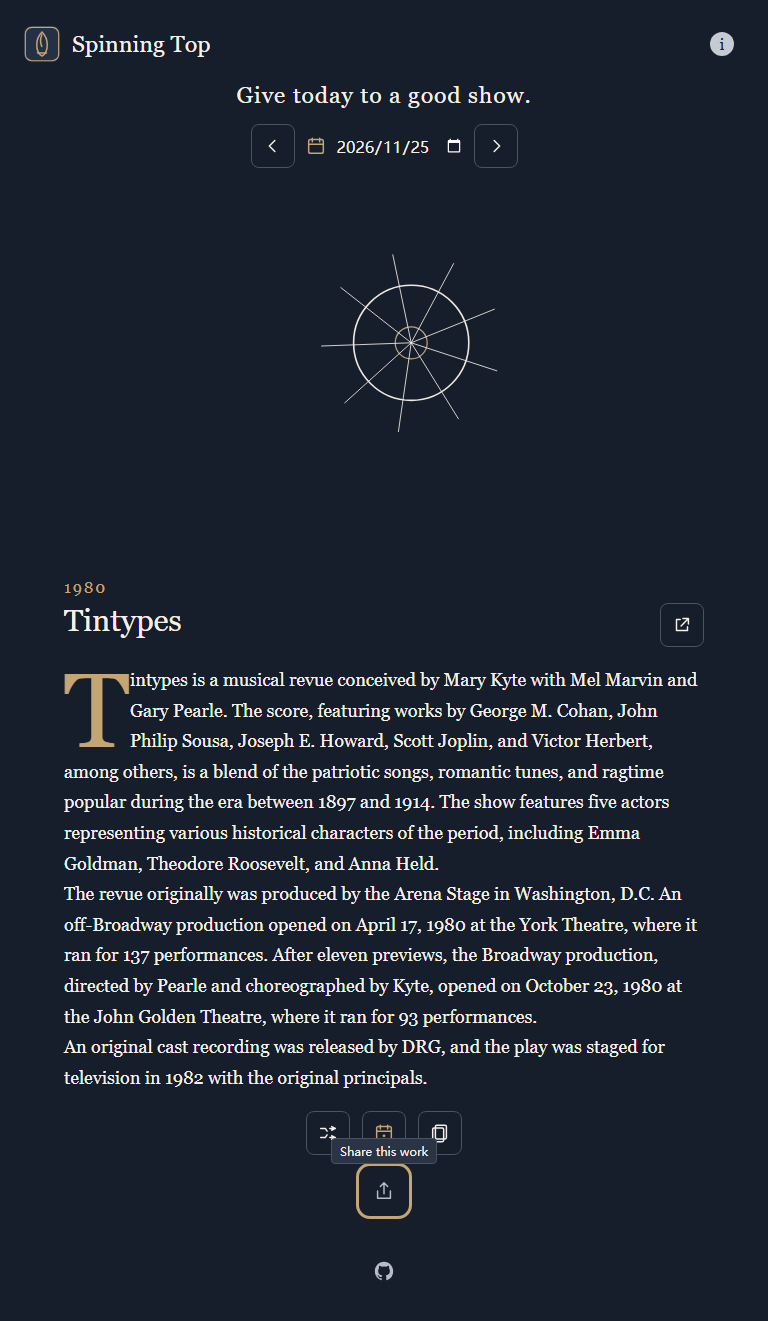 Spinning Top
i
Give today to a good show.
2026/11/25
1980
Tintypes
Tintypes is a musical revue conceived by Mary Kyte with Mel Marvin and
Gary Pearle. The score, featuring works by George M. Cohan, John
Philip Sousa, Joseph E. Howard, Scott Joplin, and Victor Herbert,
among others, is a blend of the patriotic songs, romantic tunes, and ragtime
popular during the era between 1897 and 1914. The show features five actors
representing various historical characters of the period, including Emma
Goldman, Theodore Roosevelt, and Anna Held.
The revue originally was produced by the Arena Stage in Washington, D.C. An
off-Broadway production opened on April 17, 1980 at the York Theatre, where it
ran for 137 performances. After eleven previews, the Broadway production,
directed by Pearle and choreographed by Kyte, opened on October 23, 1980 at
the John Golden Theatre, where it ran for 93 performances.
An original cast recording was released by DRG, and the play was staged for
television in 1982 with the original principals.
Share this work